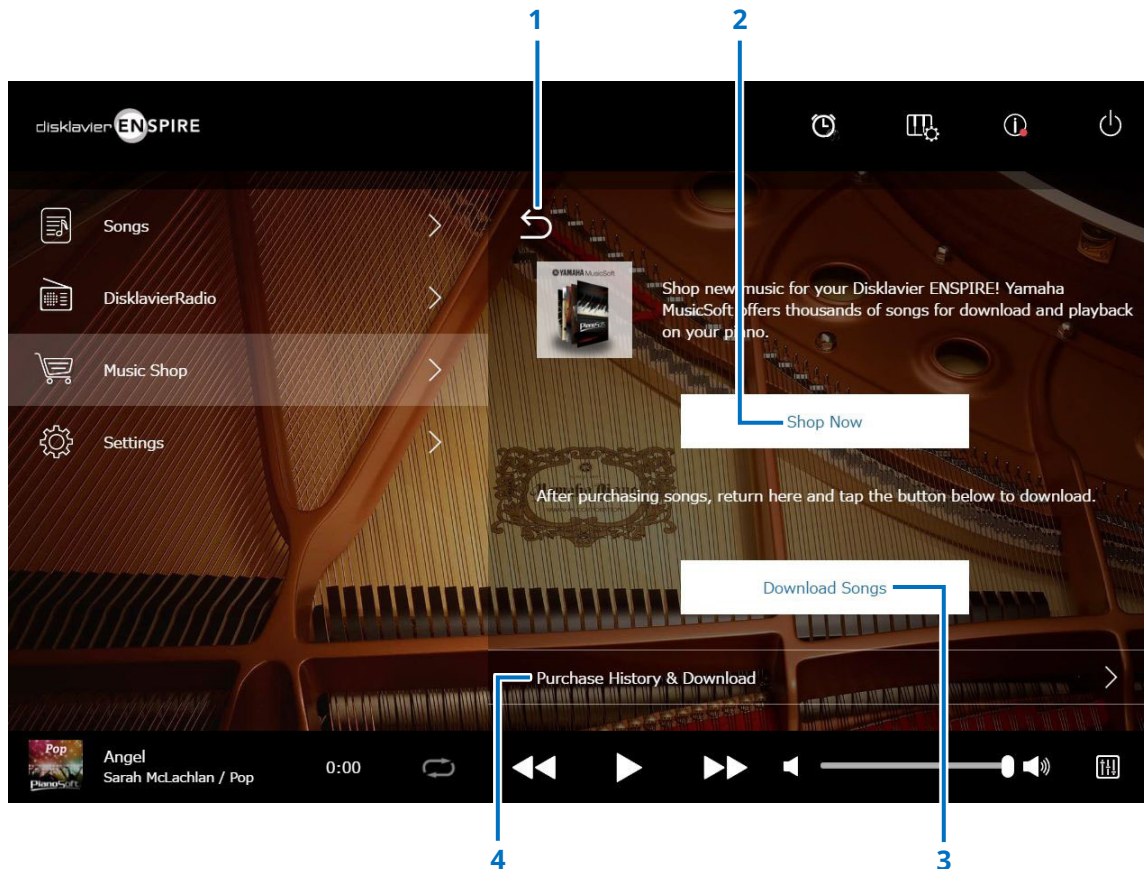 1
2
disklavier ENSPIRE
Songs
DisklavierRadio
Music Shop
Settings
YAMAHA MusicSoft
PianoSoft
Shop new music for your Disklavier ENSPIRE! Yamaha
MusicSoft offers thousands of songs for download and playback
on your piano.
Shop Now
Yamaha Piano
After purchasing songs, return here and tap the button below to download.
Download Songs
Purchase History & Download
Pop
PianoSoft
Angel
Sarah McLachlan / Pop
0:00
4
3